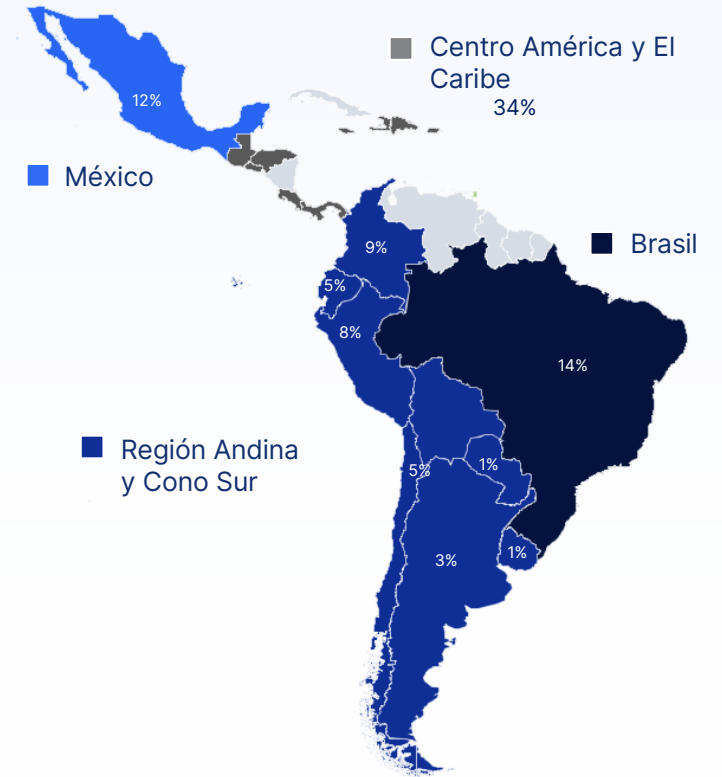 Centro América y El
Caribe
34%
12%
México
Brasil
9%
5%
8%
14%
Región Andina
y Cono Sur
5%
1%
3%
1%